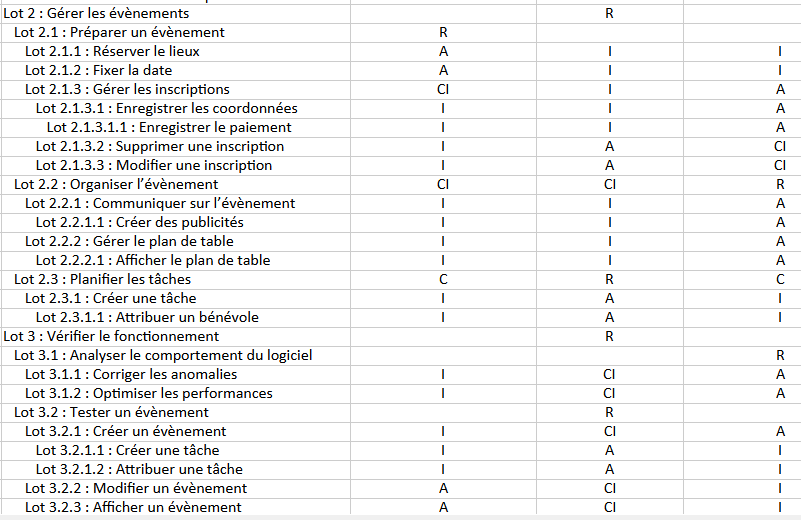 Lot 2 : Gérer les évènements R
Lot 2.1 : Préparer un évènement R
Lot 2.1.1 : Réserver le lieux A I I
Lot 2.1.2 : Fixer la date A I I
Lot 2.1.3 : Gérer les inscriptions CI I A
Lot 2.1.3.1 : Enregistrer les coordonnées I I A
Lot 2.1.3.1.1 : Enregistrer le paiement I I A
Lot 2.1.3.2 : Supprimer une inscription I A CI
Lot 2.1.3.3 : Modifier une inscription I A CI
Lot 2.2 : Organiser l’évènement CI CI R
Lot 2.2.1 : Communiquer sur l’évènement I I A
Lot 2.2.1.1 : Créer des publicités I I A
Lot 2.2.2 : Gérer le plan de table I I A
Lot 2.2.2.1 : Afficher le plan de table I I A
Lot 2.3 : Planifier les tâches C R C
Lot 2.3.1 : Créer une tâche I A I
Lot 2.3.1.1 : Attribuer un bénévole I A I
Lot 3 : Vérifier le fonctionnement R
Lot 3.1 : Analyser le comportement du logiciel R
Lot 3.1.1 : Corriger les anomalies I CI A
Lot 3.1.2 : Optimiser les performances I CI A
Lot 3.2 : Tester un évènement R
Lot 3.2.1 : Créer un évènement I CI A
Lot 3.2.1.1 : Créer une tâche I A I
Lot 3.2.1.2 : Attribuer une tâche I A I
Lot 3.2.2 : Modifier un évènement A CI I
Lot 3.2.3 : Afficher un évènement A CI I